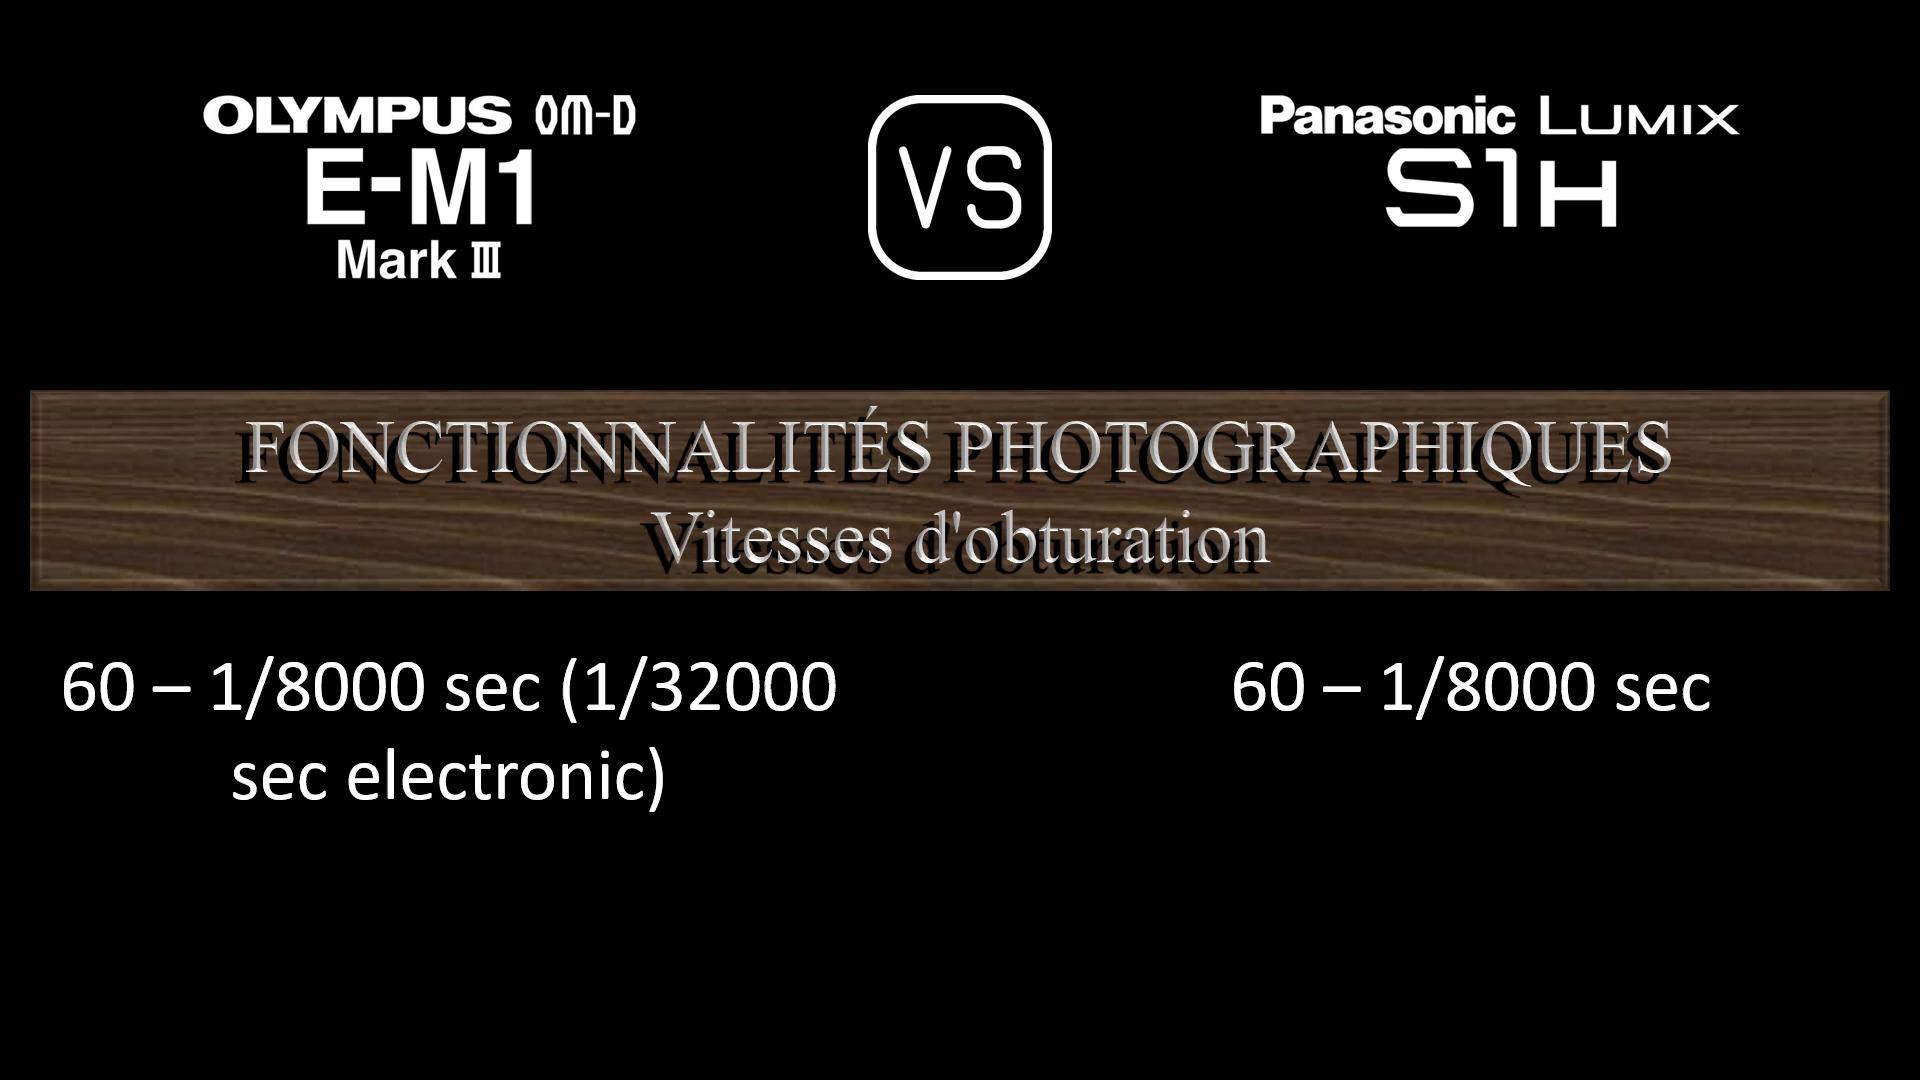 OLYMPUS OM-D
E-M1
Mark III
VS
Panasonic LUMIX
S1H
FONCTIONNALITÉS PHOTOGRAPHIQUES
Vitesses d'obturation
60 – 1/8000 sec (1/32000
sec electronic)
60 – 1/8000 sec